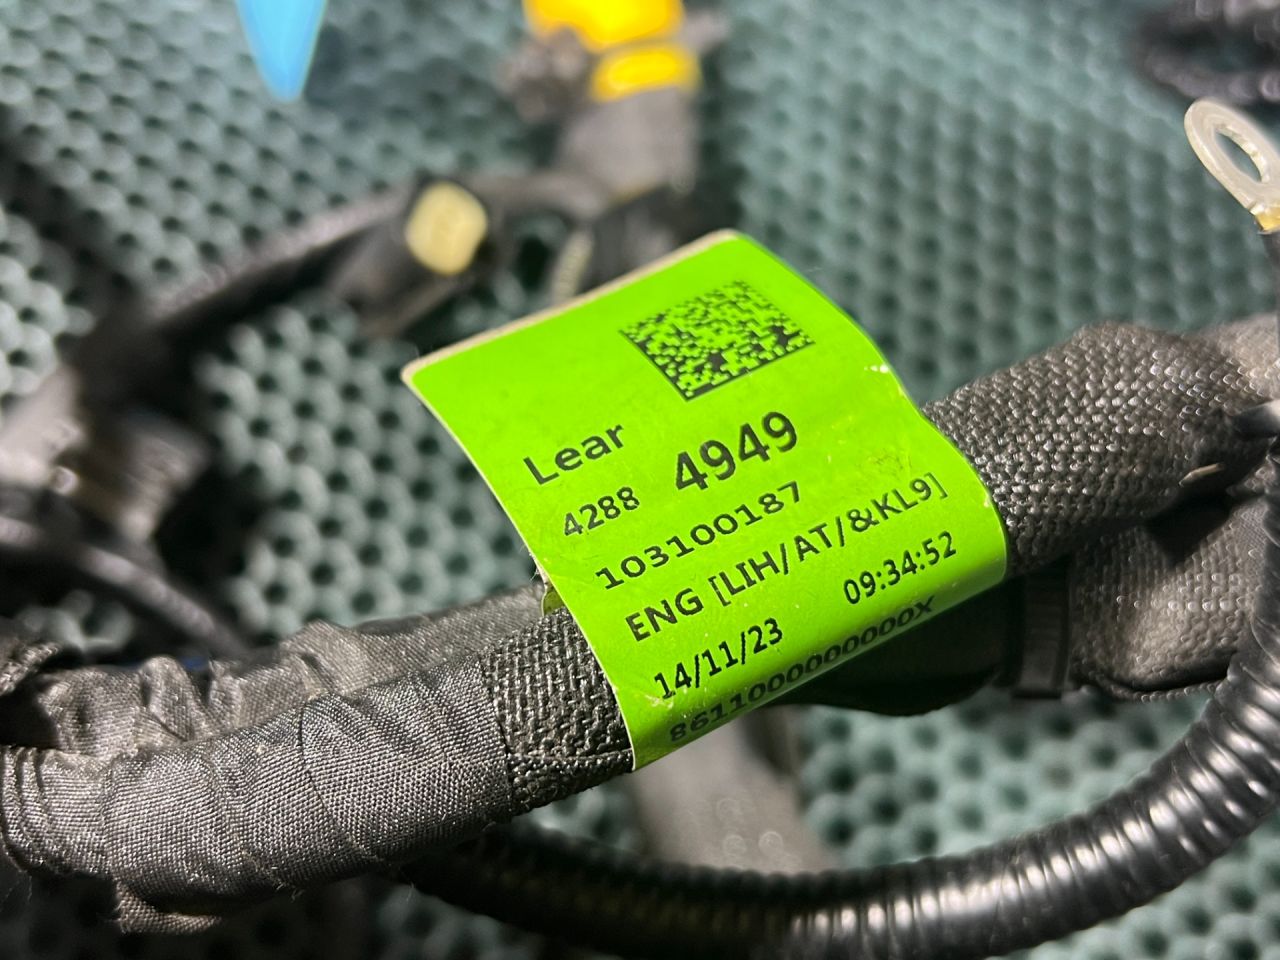 Lear
4288 4949
103100187
ENG [LIH/AT/&KL9]
14/11/23 09:34:52
86110000000000X